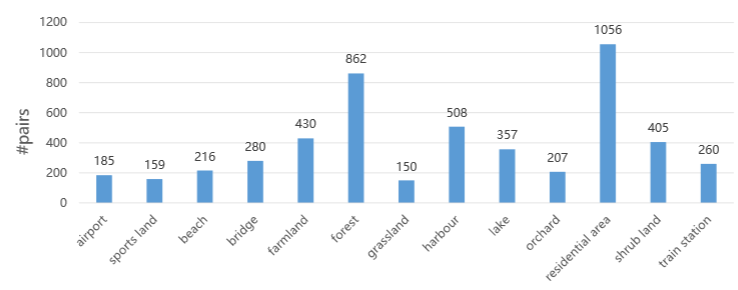 #pairs
1200
1000
800
600
400
200
0
185
159
216
280
430
862
150
508
357
207
1056
405
260
airport
sports land
beach
bridge
farmland
forest
grassland
harbour
lake
orchard
residential area
shrub land
train station